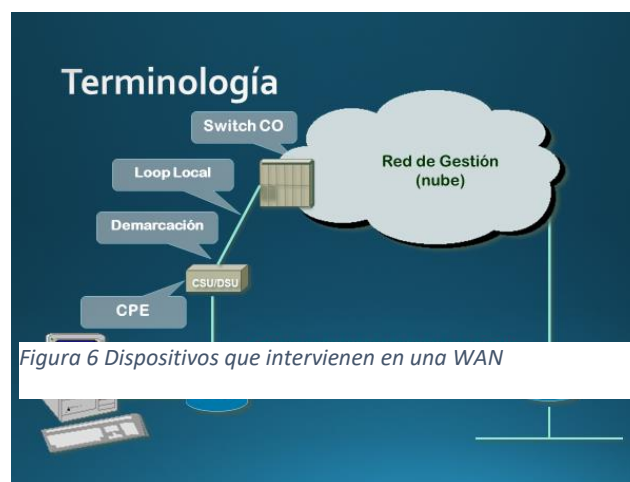 Terminología
Switch CO
Red de Gestión
(nube)
Loop Local
Demarcación
CSU/DSU
CPE
Figura 6 Dispositivos que intervienen en una WAN